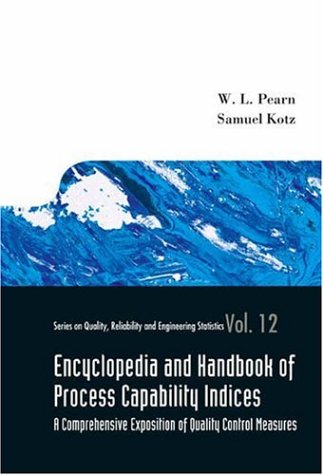 W. L. Pearn
Samuel Kotz
Series on Quality, Reliability and Engineering Statistics Vol. 12
Encyclopedia and Handbook of
Process Capability Indices
A Comprehensive Exposition of Quality Control Measures